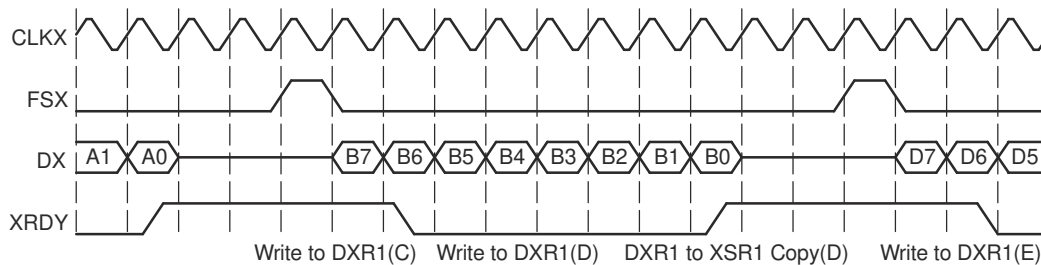 CLKX
FSX
DX A1 A0 B7 B6 B5 B4 B3 B2 B1 B0 D7 D6 D5
XRDY
Write to DXR1(C) Write to DXR1(D) DXR1 to XSR1 Copy(D) Write to DXR1(E)